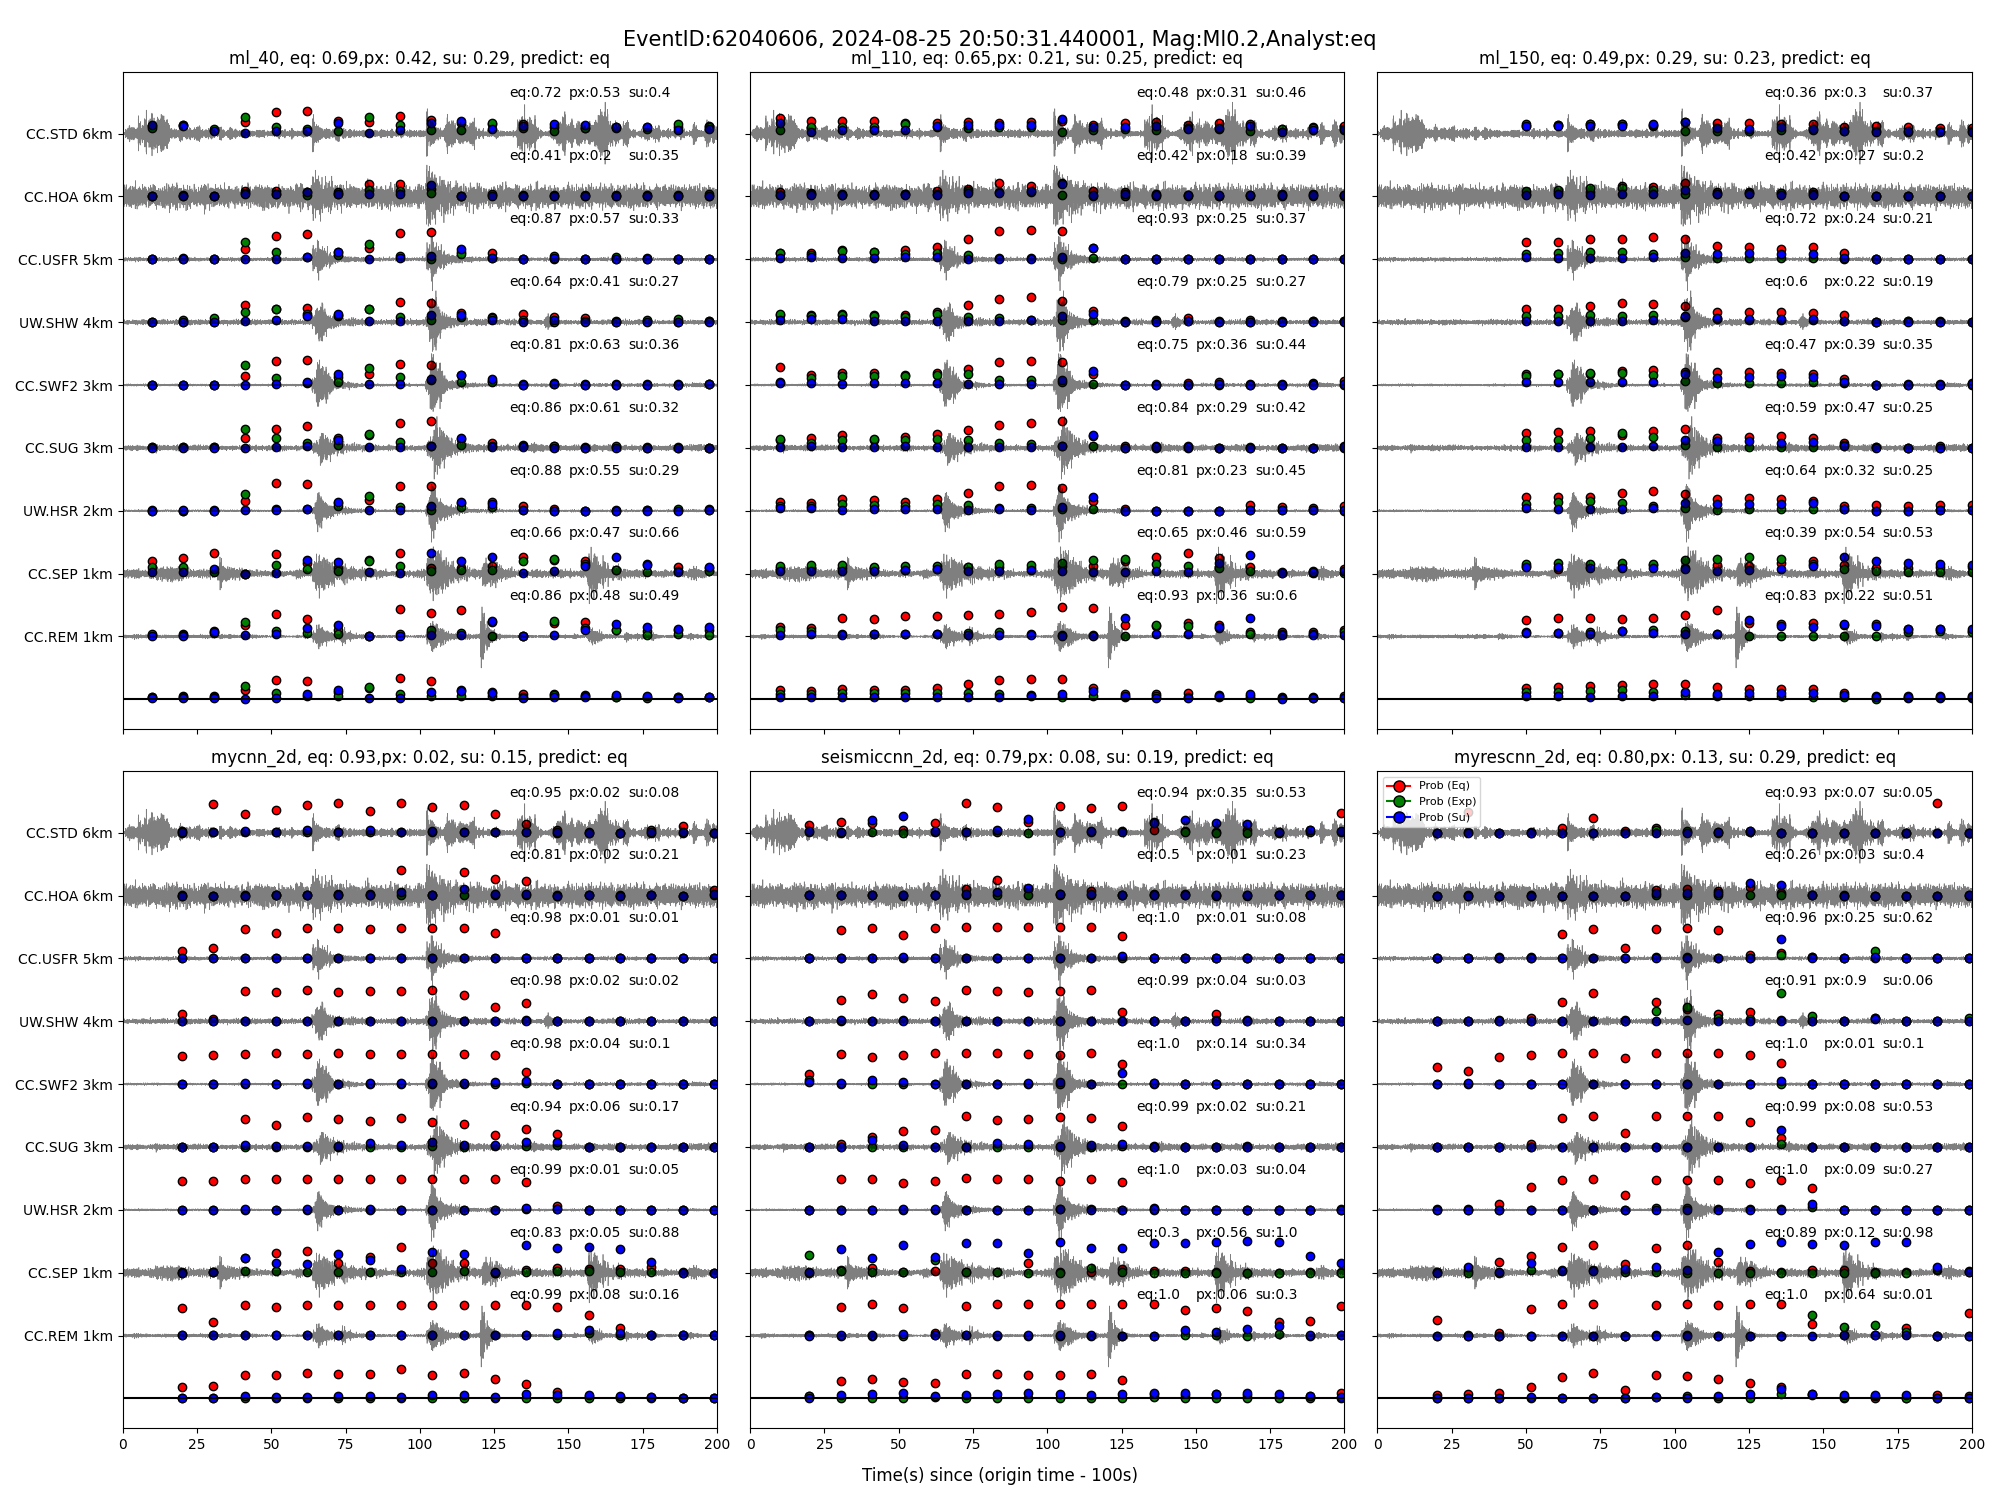 EventID:62040606, 2024-08-25 20:50:31.440001, Mag:Ml0.2,Analyst:eq
ml_40, eq: 0.69,px: 0.42, su: 0.29, predict: eq
eq:0.72 px:0.53 su:0.4
CC.STD 6km
eq:0.41 px:0.2 su:0.35
CC.HOA 6km
eq:0.87 px:0.57 su:0.33
CC.USFR 5km
eq:0.64 px:0.41 su:0.27
UW.SHW 4km
eq:0.81 px:0.63 su:0.36
CC.SWF2 3km
eq:0.86 px:0.61 su:0.32
CC.SUG 3km
eq:0.88 px:0.55 su:0.29
UW.HSR 2km
eq:0.66 px:0.47 su:0.66
CC.SEP 1km
eq:0.86 px:0.48 su:0.49
CC.REM 1km
ml_110, eq: 0.65,px: 0.21, su: 0.25, predict: eq
eq:0.48 px:0.31 su:0.46
eq:0.42 px:0.18 su:0.39
eq:0.93 px:0.25 su:0.37
eq:0.79 px:0.25 su:0.27
eq:0.75 px:0.36 su:0.44
eq:0.84 px:0.29 su:0.42
eq:0.81 px:0.23 su:0.45
eq:0.65 px:0.46 su:0.59
eq:0.93 px:0.36 su:0.6
ml_150, eq: 0.49,px: 0.29, su: 0.23, predict: eq
eq:0.36 px:0.3 su:0.37
eq:0.42 px:0.27 su:0.2
eq:0.72 px:0.24 su:0.21
eq:0.6 px:0.22 su:0.19
eq:0.47 px:0.39 su:0.35
eq:0.59 px:0.47 su:0.25
eq:0.64 px:0.32 su:0.25
eq:0.39 px:0.54 su:0.53
eq:0.83 px:0.22 su:0.51
mycnn_2d, eq: 0.93,px: 0.02, su: 0.15, predict: eq
eq:0.95 px:0.02 su:0.08
CC.STD 6km
eq:0.81 px:0.02 su:0.21
CC.HOA 6km
eq:0.98 px:0.01 su:0.01
CC.USFR 5km
eq:0.98 px:0.02 su:0.02
UW.SHW 4km
eq:0.98 px:0.04 su:0.1
CC.SWF2 3km
eq:0.94 px:0.06 su:0.17
CC.SUG 3km
eq:0.99 px:0.01 su:0.05
UW.HSR 2km
eq:0.83 px:0.05 su:0.88
CC.SEP 1km
eq:0.99 px:0.08 su:0.16
CC.REM 1km
0 25 50 75 100 125 150 175 200
seismiccnn_2d, eq: 0.79,px: 0.08, su: 0.19, predict: eq
eq:0.94 px:0.35 su:0.53
eq:0.5 px:0.01 su:0.23
eq:1.0 px:0.01 su:0.08
eq:0.99 px:0.04 su:0.03
eq:1.0 px:0.14 su:0.34
eq:0.99 px:0.02 su:0.21
eq:1.0 px:0.03 su:0.04
eq:0.3 px:0.56 su:1.0
eq:1.0 px:0.06 su:0.3
0 25 50 75 100 125 150 175 200
myrescnn_2d, eq: 0.80,px: 0.13, su: 0.29, predict: eq
Prob (Eq)
Prob (Exp)
Prob (Su)
eq:0.93 px:0.07 su:0.05
eq:0.26 px:0.03 su:0.4
eq:0.96 px:0.25 su:0.62
eq:0.91 px:0.9 su:0.06
eq:1.0 px:0.01 su:0.1
eq:0.99 px:0.08 su:0.53
eq:1.0 px:0.09 su:0.27
eq:0.89 px:0.12 su:0.98
eq:1.0 px:0.64 su:0.01
0 25 50 75 100 125 150 175 200
Time(s) since (origin time - 100s)